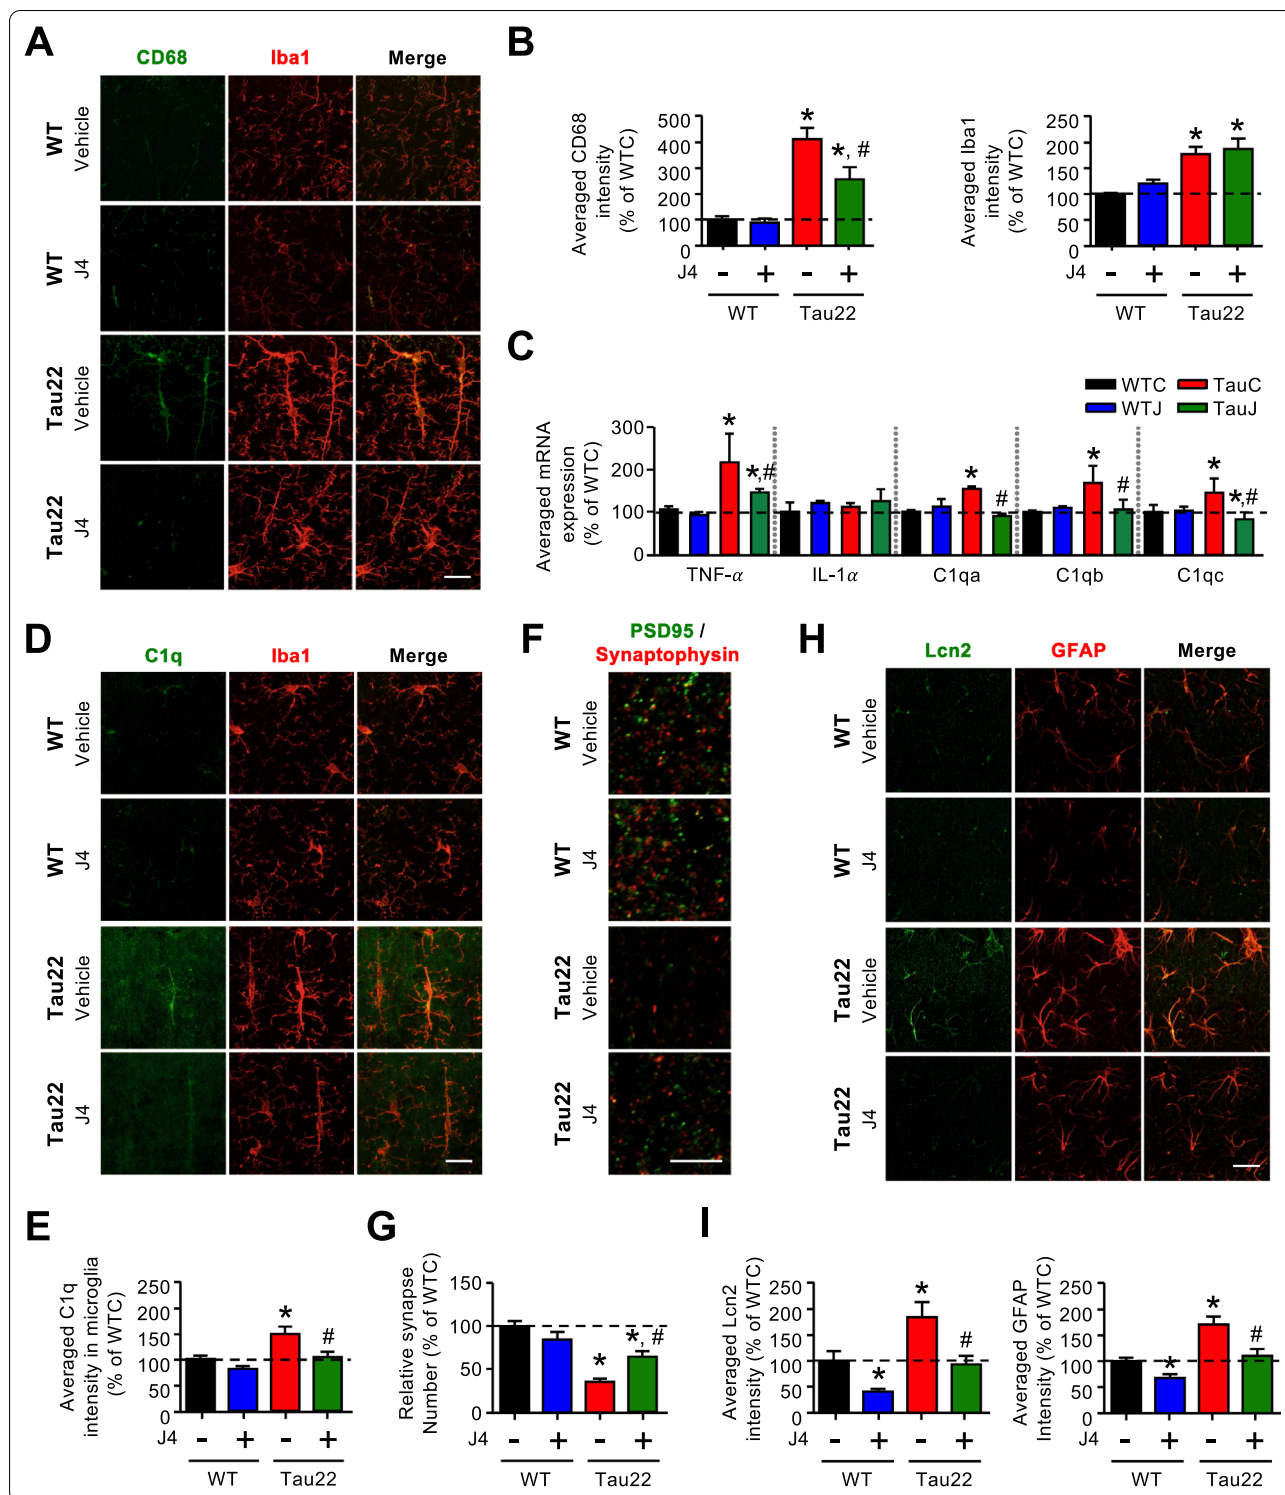 A
CD68 Iba1 Merge
WT Vehicle
WT J4
Tau22 Vehicle
Tau22 J4
B
Averaged CD68
intensity
(% of WTC)
500
400
300
200
100
0
*
*, #
J4 - + - +
WT Tau22
Averaged Iba1
intensity
(% of WTC)
250
200
150
100
50
0
* *
J4 - + - +
WT Tau22
C
WTC TauC
WTJ TauJ
Averaged mRNA
expression
(% of WTC)
300
200
100
0
* *,# * # * # * *,#
TNF-α IL-1α C1qa C1qb C1qc
D
C1q Iba1 Merge
WT Vehicle
WT J4
Tau22 Vehicle
Tau22 J4
F
PSD95 /
Synaptophysin
WT Vehicle
WT J4
Tau22 Vehicle
Tau22 J4
H
Lcn2 GFAP Merge
WT Vehicle
WT J4
Tau22 Vehicle
Tau22 J4
E
Averaged C1q
intensity in microglia
(% of WTC)
250
200
150
100
50
0
* #
J4 - + - +
WT Tau22
G
Relative synapse
Number (% of WTC)
150
100
50
0
* *, #
J4 - + - +
WT Tau22
I
Averaged Lcn2
intensity (% of WTC)
250
200
150
100
50
0
* * #
J4 - + - +
WT Tau22
Averaged GFAP
Intensity (% of WTC)
250
200
150
100
50
0
* * #
J4 - + - +
WT Tau22